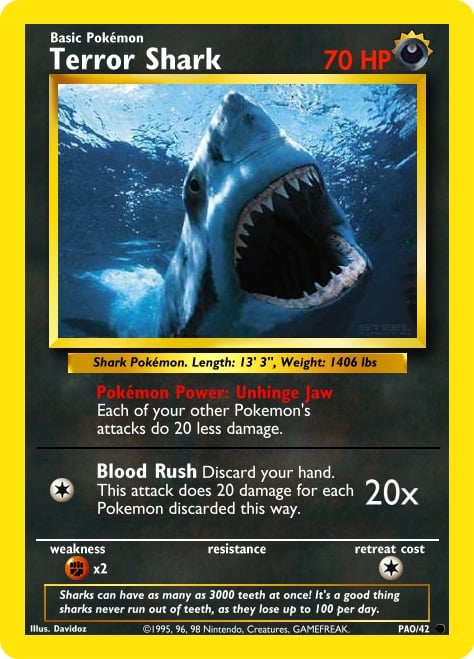 Basic Pokémon
Terror Shark
70 HP
STEEL
Shark Pokémon. Length: 13' 3", Weight: 1406 lbs
Pokémon Power: Unhinge Jaw
Each of your other Pokemon's
attacks do 20 less damage.
Blood Rush Discard your hand.
This attack does 20 damage for each
Pokemon discarded this way.
20x
weakness
resistance
retreat cost
x2
Sharks can have as many as 3000 teeth at once! It's a good thing
sharks never run out of teeth, as they lose up to 100 per day.
Illus. Davidoz
©1995, 96, 98 Nintendo, Creatures, GAMEFREAK.
PAO/42